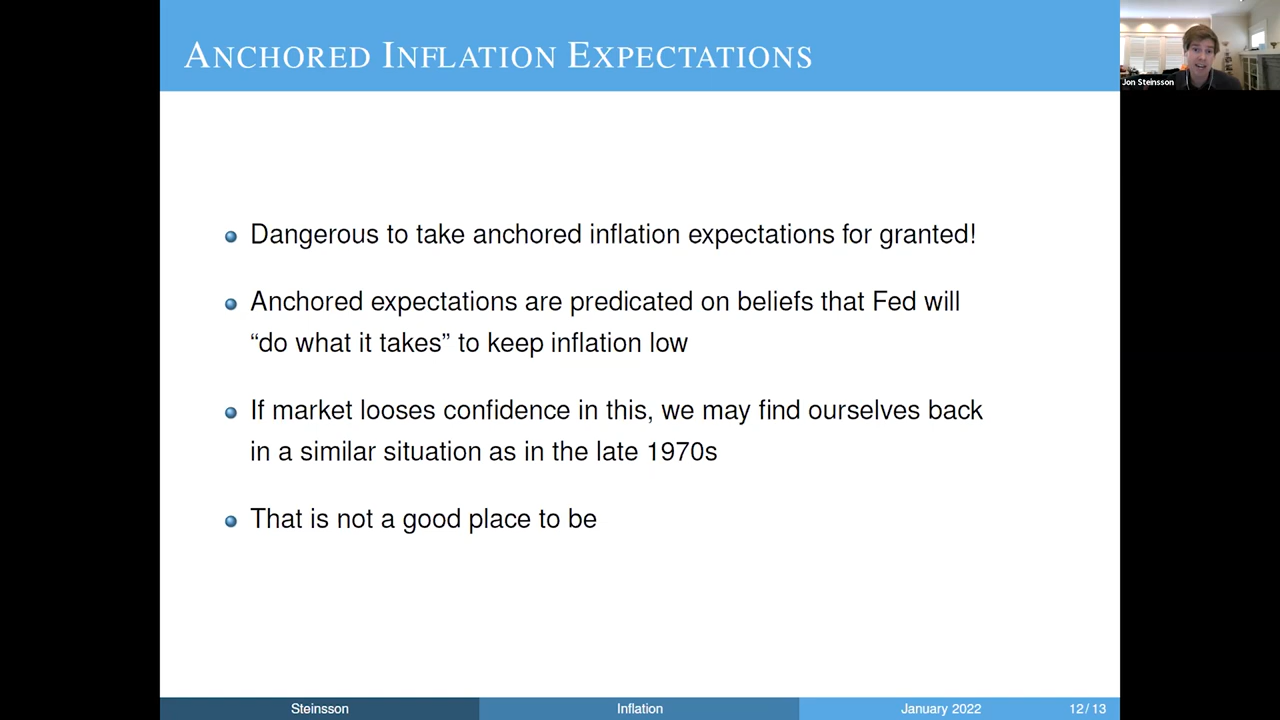 ANCHORED INFLATION EXPECTATIONS
Jon Steinsson
Dangerous to take anchored inflation expectations for granted!
Anchored expectations are predicated on beliefs that Fed will
“do what it takes” to keep inflation low
If market looses confidence in this, we may find ourselves back
in a similar situation as in the late 1970s
That is not a good place to be
Steinsson
Inflation
January 2022
12 / 13